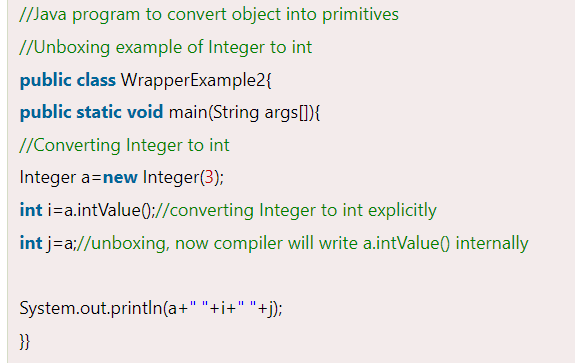 //Java program to convert object into primitives
//Unboxing example of Integer to int
public class WrapperExample2{
public static void main(String args[]){
//Converting Integer to int
Integer a=new Integer(3);
int i=a.intValue();//converting Integer to int explicitly
int j=a;//unboxing, now compiler will write a.intValue() internally
System.out.println(a+" "+i+" "+j);
}}